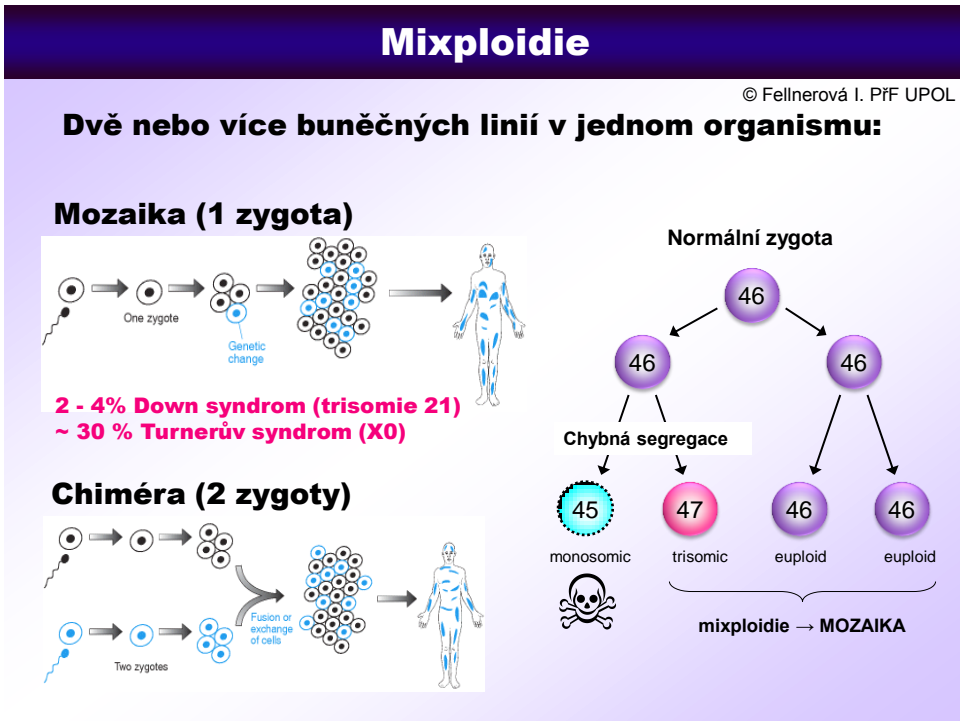 Mixploidie
© Fellnerová I. PřF UPOL
Dvě nebo více buněčných linií v jednom organismu:
Mozaika (1 zygota)
One zygote
Genetic
change
2 - 4% Down syndrom (trisomie 21)
~ 30 % Turnerův syndrom (X0)
Chiméra (2 zygoty)
Fusion or
exchange
of cells
Two zygotes
Normální zygota
46
46
46
Chybná segregace
45
47
46
46
monosomic
trisomic
euploid
euploid
mixploidie → MOZAIKA